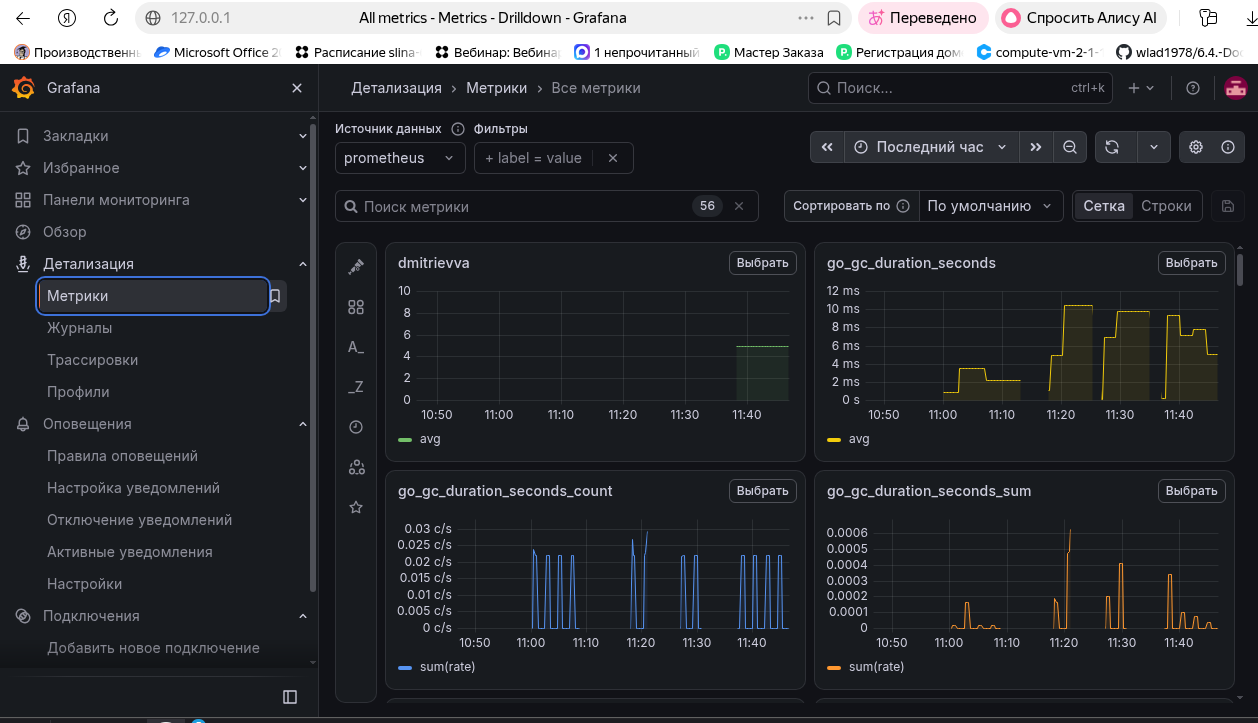 127.0.0.1 All metrics - Metrics - Drilldown - Grafana Переведено Спросить Алису AI
Производственн Microsoft Office 2 Расписание slina- Вебинар: Вебина 1 непрочитанный Мастер Заказа Регистрация дом compute-vm-2-1- wlad1978/6.4.-Doc
Grafana
Детализация › Метрики › Все метрики
Поиск... ctrl+k
Закладки
Избранное
Панели мониторинга
Обзор
Детализация
Метрики
Журналы
Трассировки
Профили
Оповещения
Правила оповещений
Настройка уведомлений
Отключение уведомлений
Активные уведомления
Настройки
Подключения
Добавить новое подключение
Источник данных Фильтры
prometheus + label = value
Последний час
Поиск метрики 56
Сортировать по По умолчанию Сетка Строки
A_
_Z
dmitrievva Выбрать
10
8
6
4
2
0
10:50 11:00 11:10 11:20 11:30 11:40
avg
go_gc_duration_seconds Выбрать
12 ms
10 ms
8 ms
6 ms
4 ms
2 ms
0 s
10:50 11:00 11:10 11:20 11:30 11:40
avg
go_gc_duration_seconds_count Выбрать
0.03 c/s
0.025 c/s
0.02 c/s
0.015 c/s
0.01 c/s
0.005 c/s
0 c/s
10:50 11:00 11:10 11:20 11:30 11:40
sum(rate)
go_gc_duration_seconds_sum Выбрать
0.0006
0.0005
0.0004
0.0003
0.0002
0.0001
0
10:50 11:00 11:10 11:20 11:30 11:40
sum(rate)